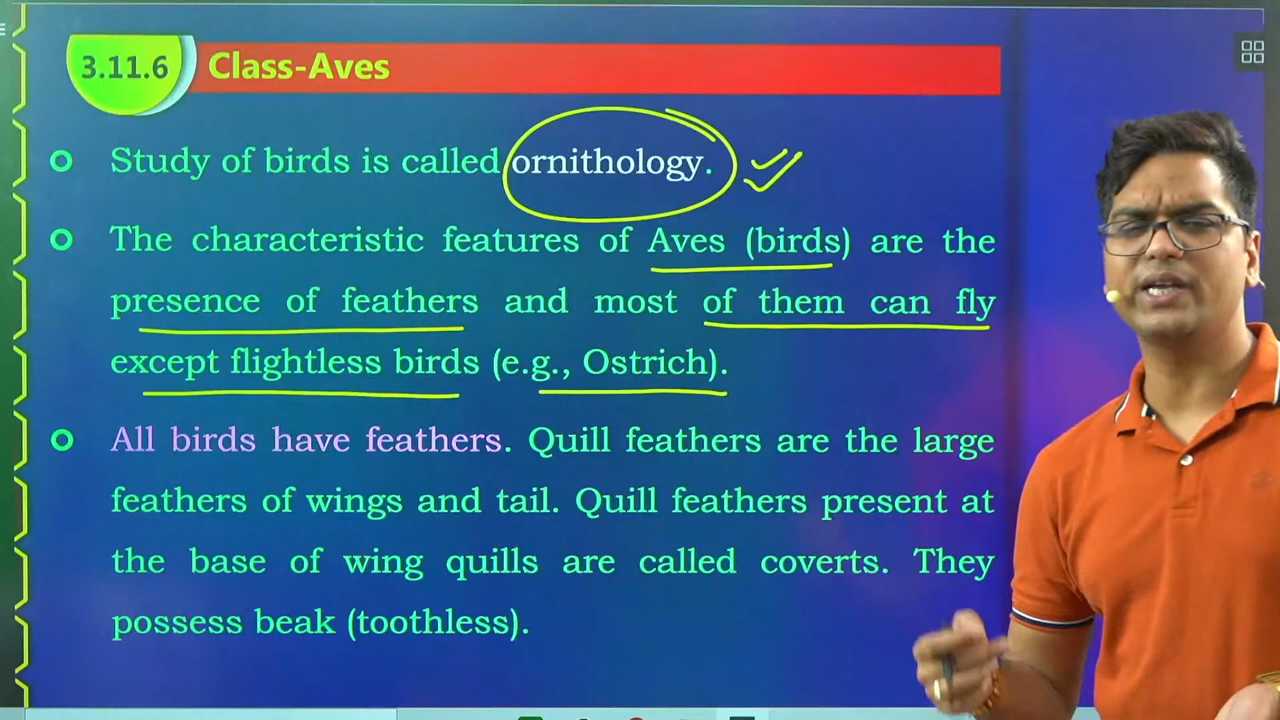 3.11.6 Class-Aves
Study of birds is called ornithology.
The characteristic features of Aves (birds) are the
presence of feathers and most of them can fly
except flightless birds (e.g., Ostrich).
All birds have feathers. Quill feathers are the large
feathers of wings and tail. Quill feathers present at
the base of wing quills are called coverts. They
possess beak (toothless).